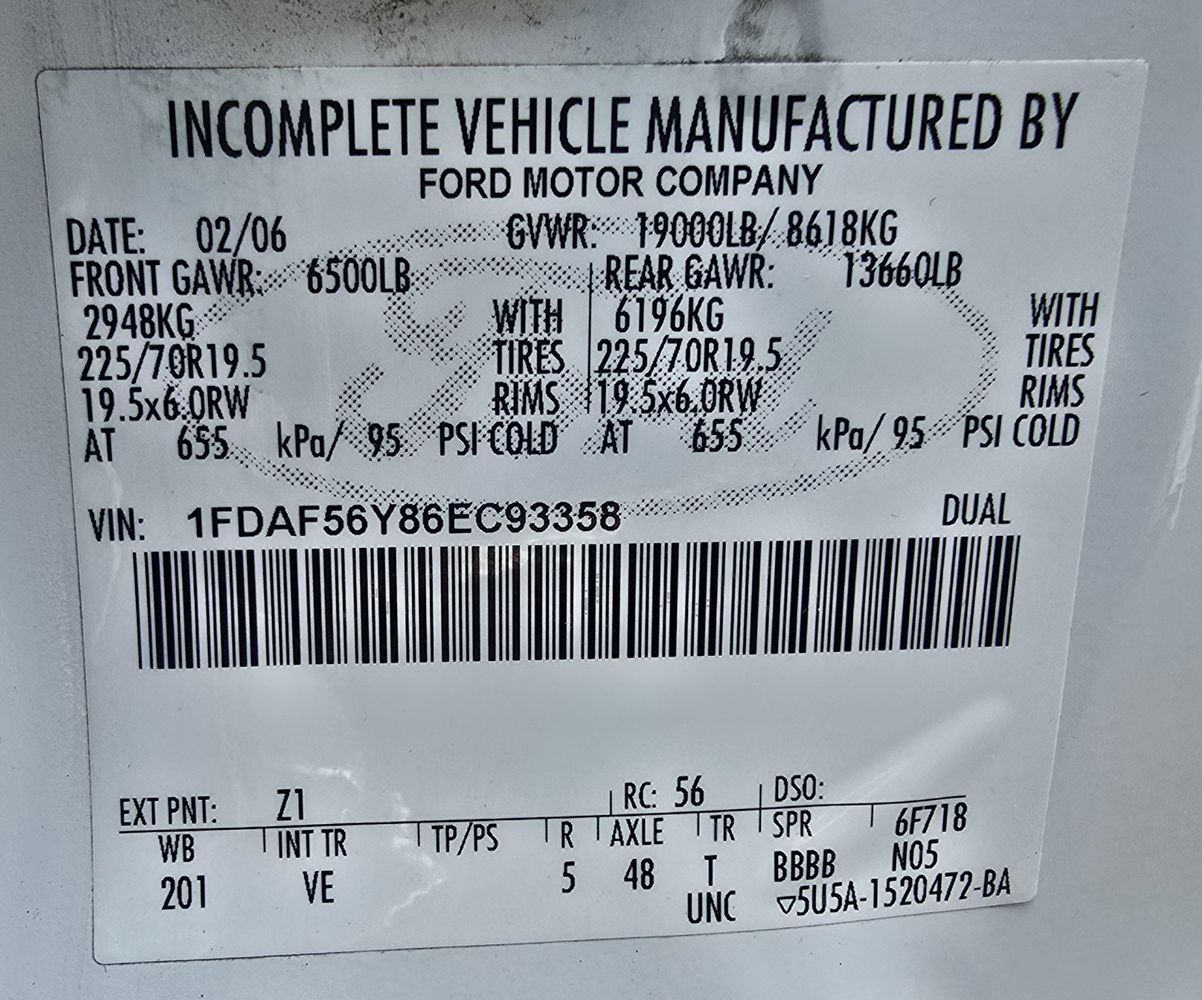 INCOMPLETE VEHICLE MANUFACTURED BY
FORD MOTOR COMPANY
DATE: 02/06 GVWR: 19000LB/ 8618KG
FRONT GAWR: 6500LB REAR GAWR: 13660LB
2948KG WITH 6196KG WITH
225/70R19.5 TIRES 225/70R19.5 TIRES
19.5x6.0RW RIMS 19.5x6.0RW RIMS
AT 655 kPa/ 95 PSI COLD AT 655 kPa/ 95 PSI COLD
VIN: 1FDAF56Y86EC93358 DUAL
EXT PNT: Z1 RC: 56 DSO:
WB INT TR TP/PS R AXLE TR SPR 6F718
201 VE 5 48 T BBBB N05
UNC ▽5U5A-1520472-BA